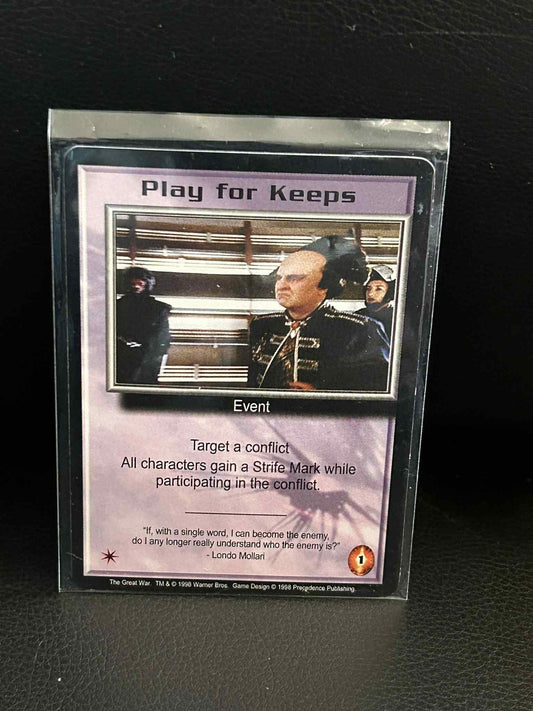 Play for Keeps
Event
Target a conflict
All characters gain a Strife Mark while
participating in the conflict.
"If, with a single word, I can become the enemy,
do I any longer really understand who the enemy is?"
- Londo Mollari
1
The Great War. TM & © 1998 Warner Bros. Game Design © 1998 Precedence Publishing.